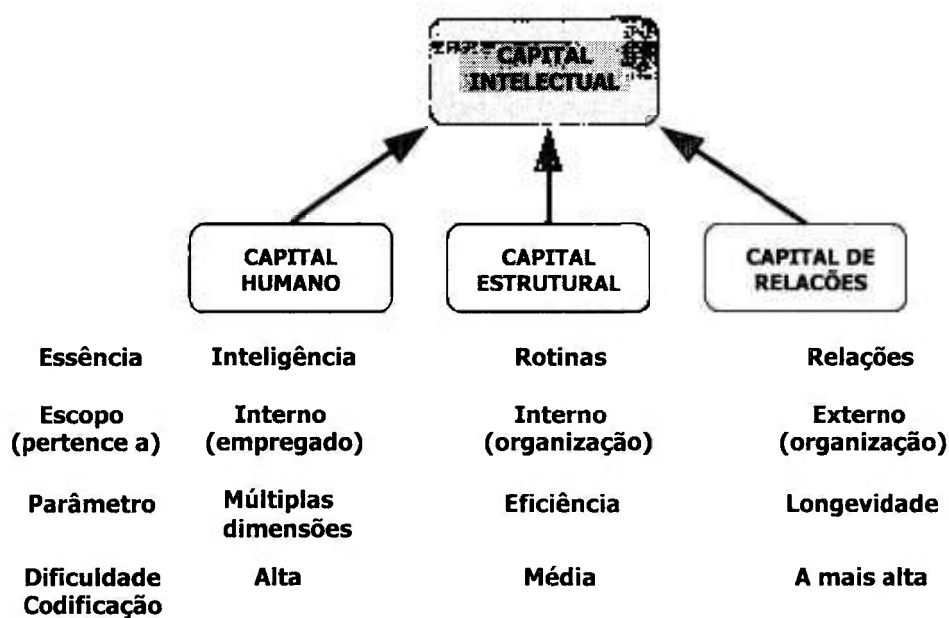 CAPITAL
INTELECTUAL
CAPITAL
HUMANO
CAPITAL
ESTRUTURAL
CAPITAL DE
RELACÕES
Essência Inteligência Rotinas Relações
Escopo Interno Interno Externo
(pertence a) (empregado) (organização) (organização)
Parâmetro Múltiplas Eficiência Longevidade
dimensões
Dificuldade Alta Média A mais alta
Codificação